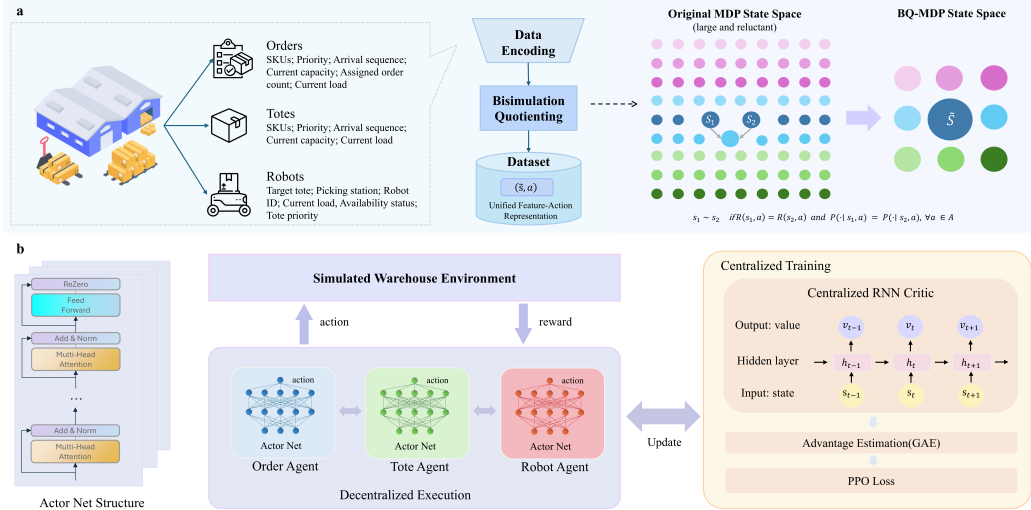 a
Orders
SKUs; Priority; Arrival sequence;
Current capacity; Assigned order
count; Current load
Totes
SKUs; Priority; Arrival sequence;
Current capacity; Current load
Robots
Target tote; Picking station; Robot
ID; Current load, Availability status;
Tote priority
Data
Encoding
Bisimulation
Quotienting
Dataset
(s̃, a)
Unified Feature-Action
Representation
Original MDP State Space
(large and reluctant)
S₁
S₂
s₁ ~ s₂ if R(s₁, a) = R(s₂, a) and P(·| s₁, a) = P(·| s₂, a), ∀a ∈ A
BQ-MDP State Space
S̃
b
ReZero
Feed
Forward
Add & Norm
Multi-Head
Attention
...
Add & Norm
Multi-Head
Attention
Actor Net Structure
Simulated Warehouse Environment
action
reward
action
Actor Net
Order Agent
action
Actor Net
Tote Agent
action
Actor Net
Robot Agent
Decentralized Execution
Update
Centralized Training
Centralized RNN Critic
Output: value
vₜ₋₁
vₜ
vₜ₊₁
Hidden layer
hₜ₋₁
hₜ
hₜ₊₁
Input: state
sₜ₋₁
sₜ
sₜ₊₁
Advantage Estimation(GAE)
PPO Loss